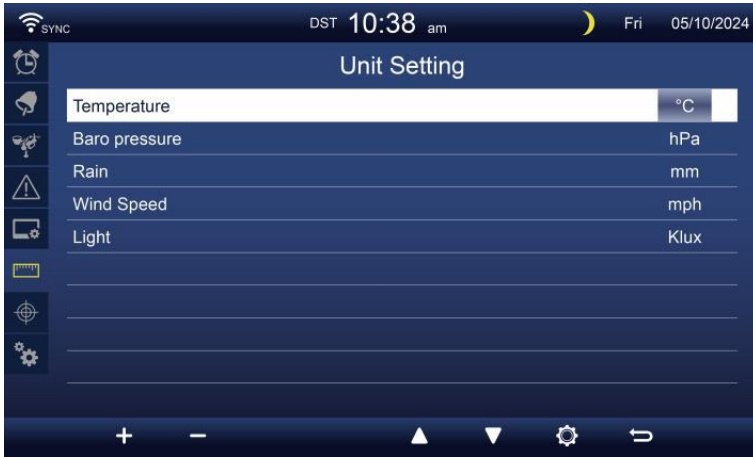 SYNC DST 10:38 am Fri 05/10/2024
Unit Setting
Temperature °C
Baro pressure hPa
Rain mm
Wind Speed mph
Light Klux